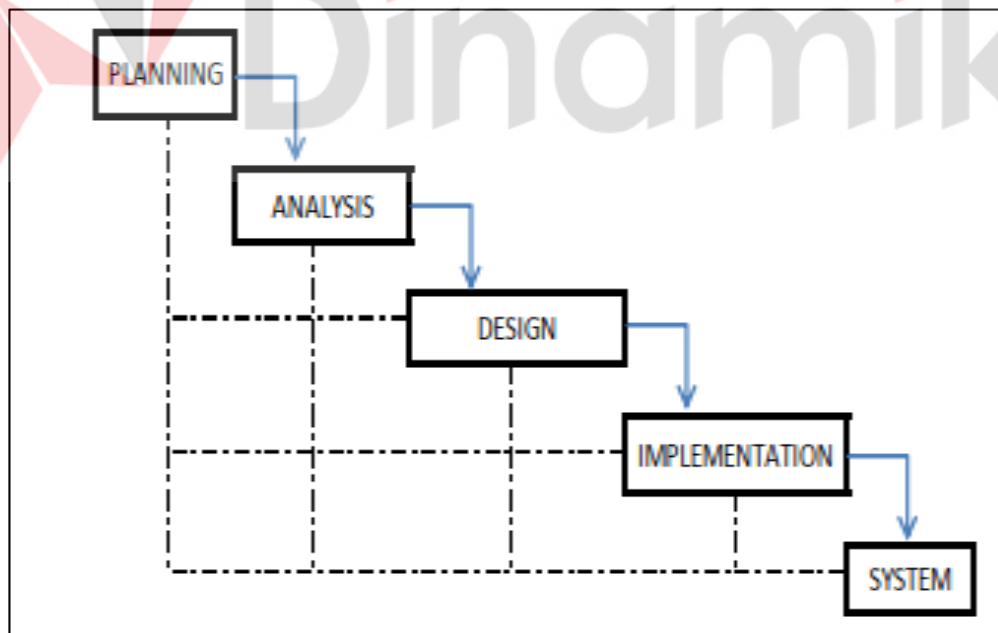 Dinamik
PLANNING
ANALYSIS
DESIGN
IMPLEMENTATION
SYSTEM